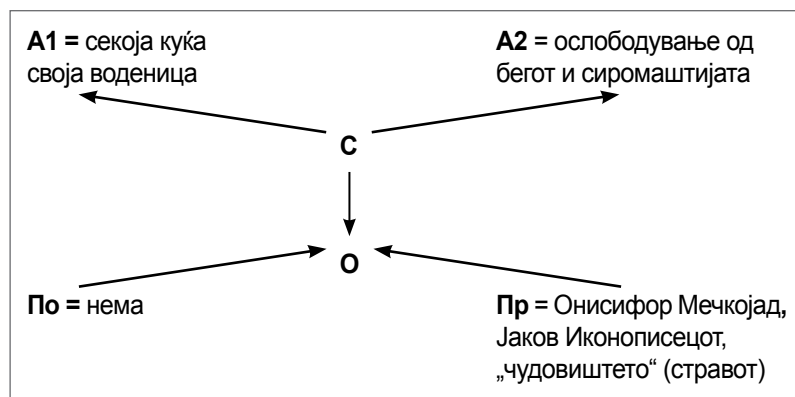 А1 = секоја куќа
своја воденица
А2 = ослободување од
бегот и сиромаштијата
С
О
По = нема
Пр = Онисифор Мечкојад,
Јаков Иконописецот,
„чудовиштето“ (стравот)